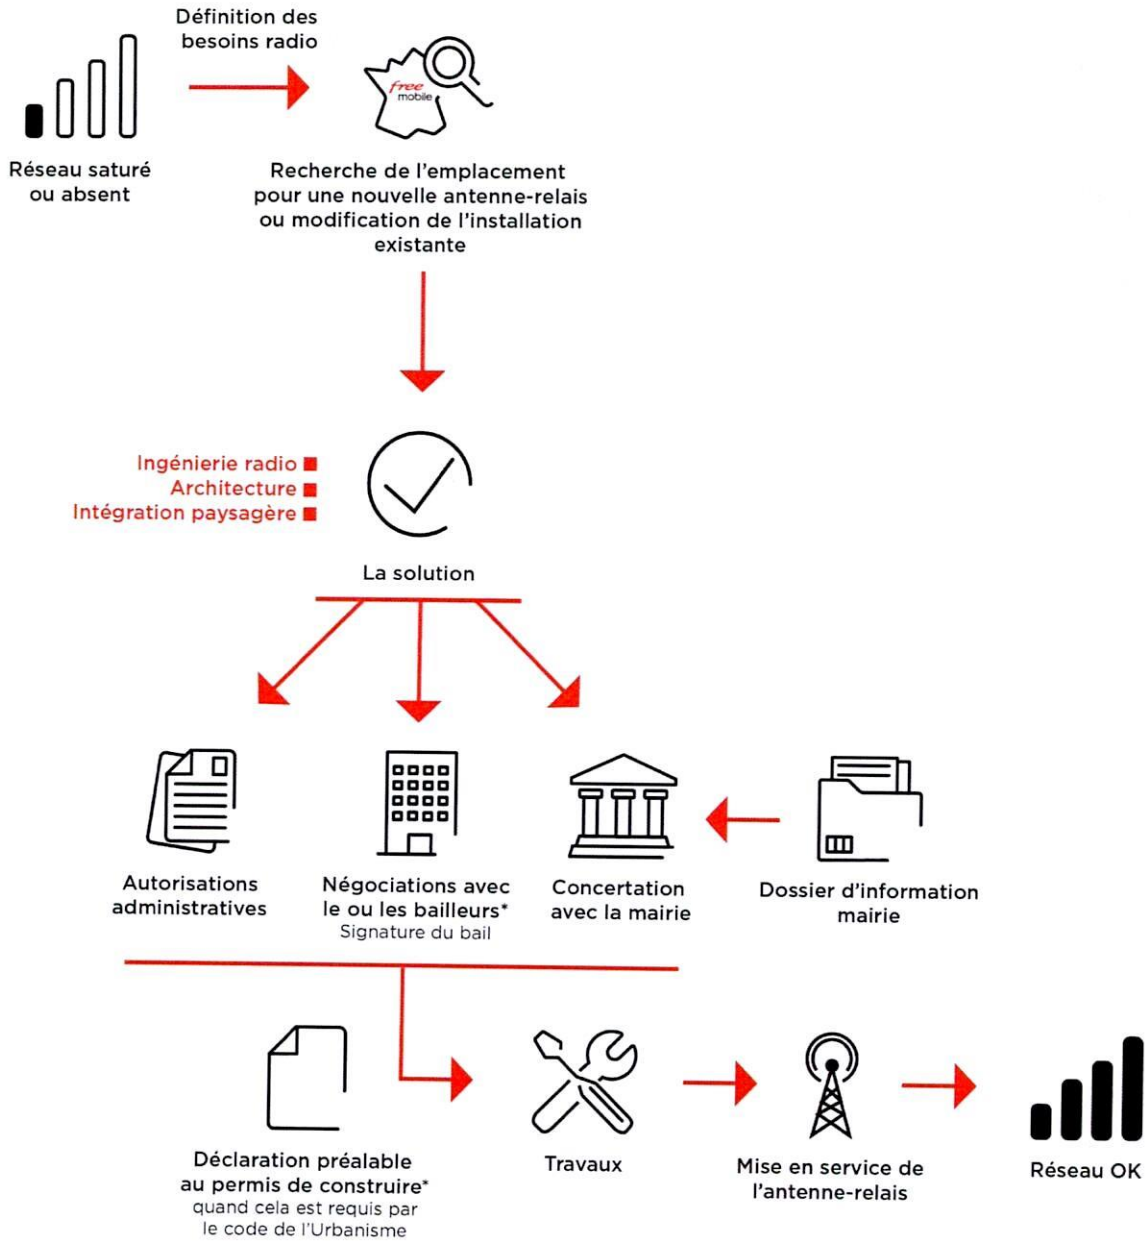 Définition des
besoins radio
free
mobile
Réseau saturé
ou absent
Recherche de l'emplacement
pour une nouvelle antenne-relais
ou modification de l'installation
existante
Ingénierie radio
Architecture
Intégration paysagère
La solution
Autorisations
administratives
Négociations avec
le ou les bailleurs*
Signature du bail
Concertation
avec la mairie
Dossier d'information
mairie
Déclaration préalable
au permis de construire*
quand cela est requis par
le code de l'Urbanisme
Travaux
Mise en service de
l'antenne-relais
Réseau OK